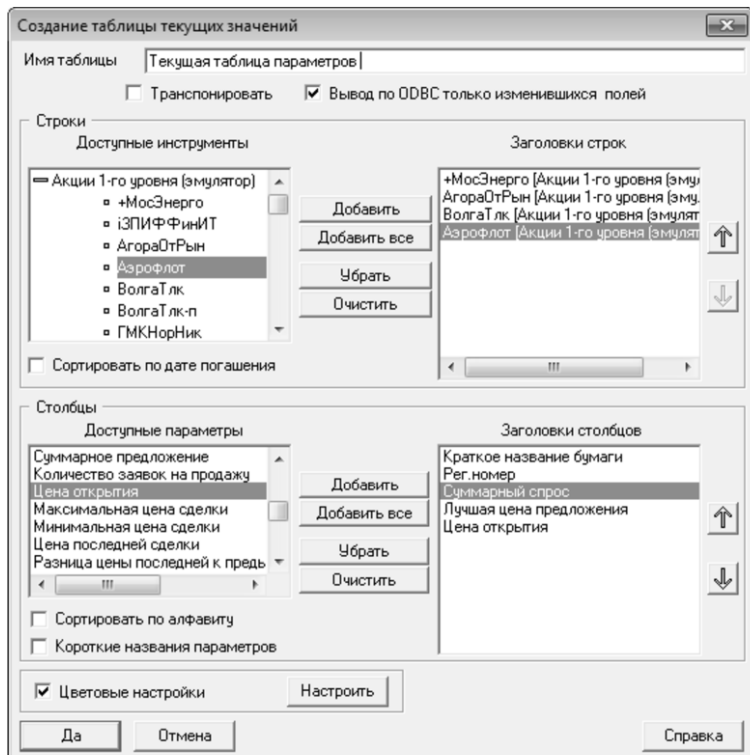 Создание таблицы текущих значений
Имя таблицы Текущая таблица параметров
Транспонировать Вывод по ODBC только изменившихся полей
Строки
Доступные инструменты
Акции 1-го уровня (эмулятор)
+МосЭнерго
iЗПИФФинИТ
АгораОтРын
Аэрофлот
ВолгаТлк
ВолгаТлк-п
ГМКНорНик
Сортировать по дате погашения
Добавить
Добавить все
Убрать
Очистить
Заголовки строк
+МосЭнерго [Акции 1-го уровня (эму
АгораОтРын [Акции 1-го уровня (эму.
ВолгаТлк [Акции 1-го уровня (эмулят
Аэрофлот [Акции 1-го уровня (эмулят
Столбцы
Доступные параметры
Суммарное предложение
Количество заявок на продажу
Цена открытия
Максимальная цена сделки
Минимальная цена сделки
Цена последней сделки
Разница цены последней к предь
Сортировать по алфавиту
Короткие названия параметров
Добавить
Добавить все
Убрать
Очистить
Заголовки столбцов
Краткое название бумаги
Рег.номер
Суммарный спрос
Лучшая цена предложения
Цена открытия
Цветовые настройки Настроить
Да Отмена Справка